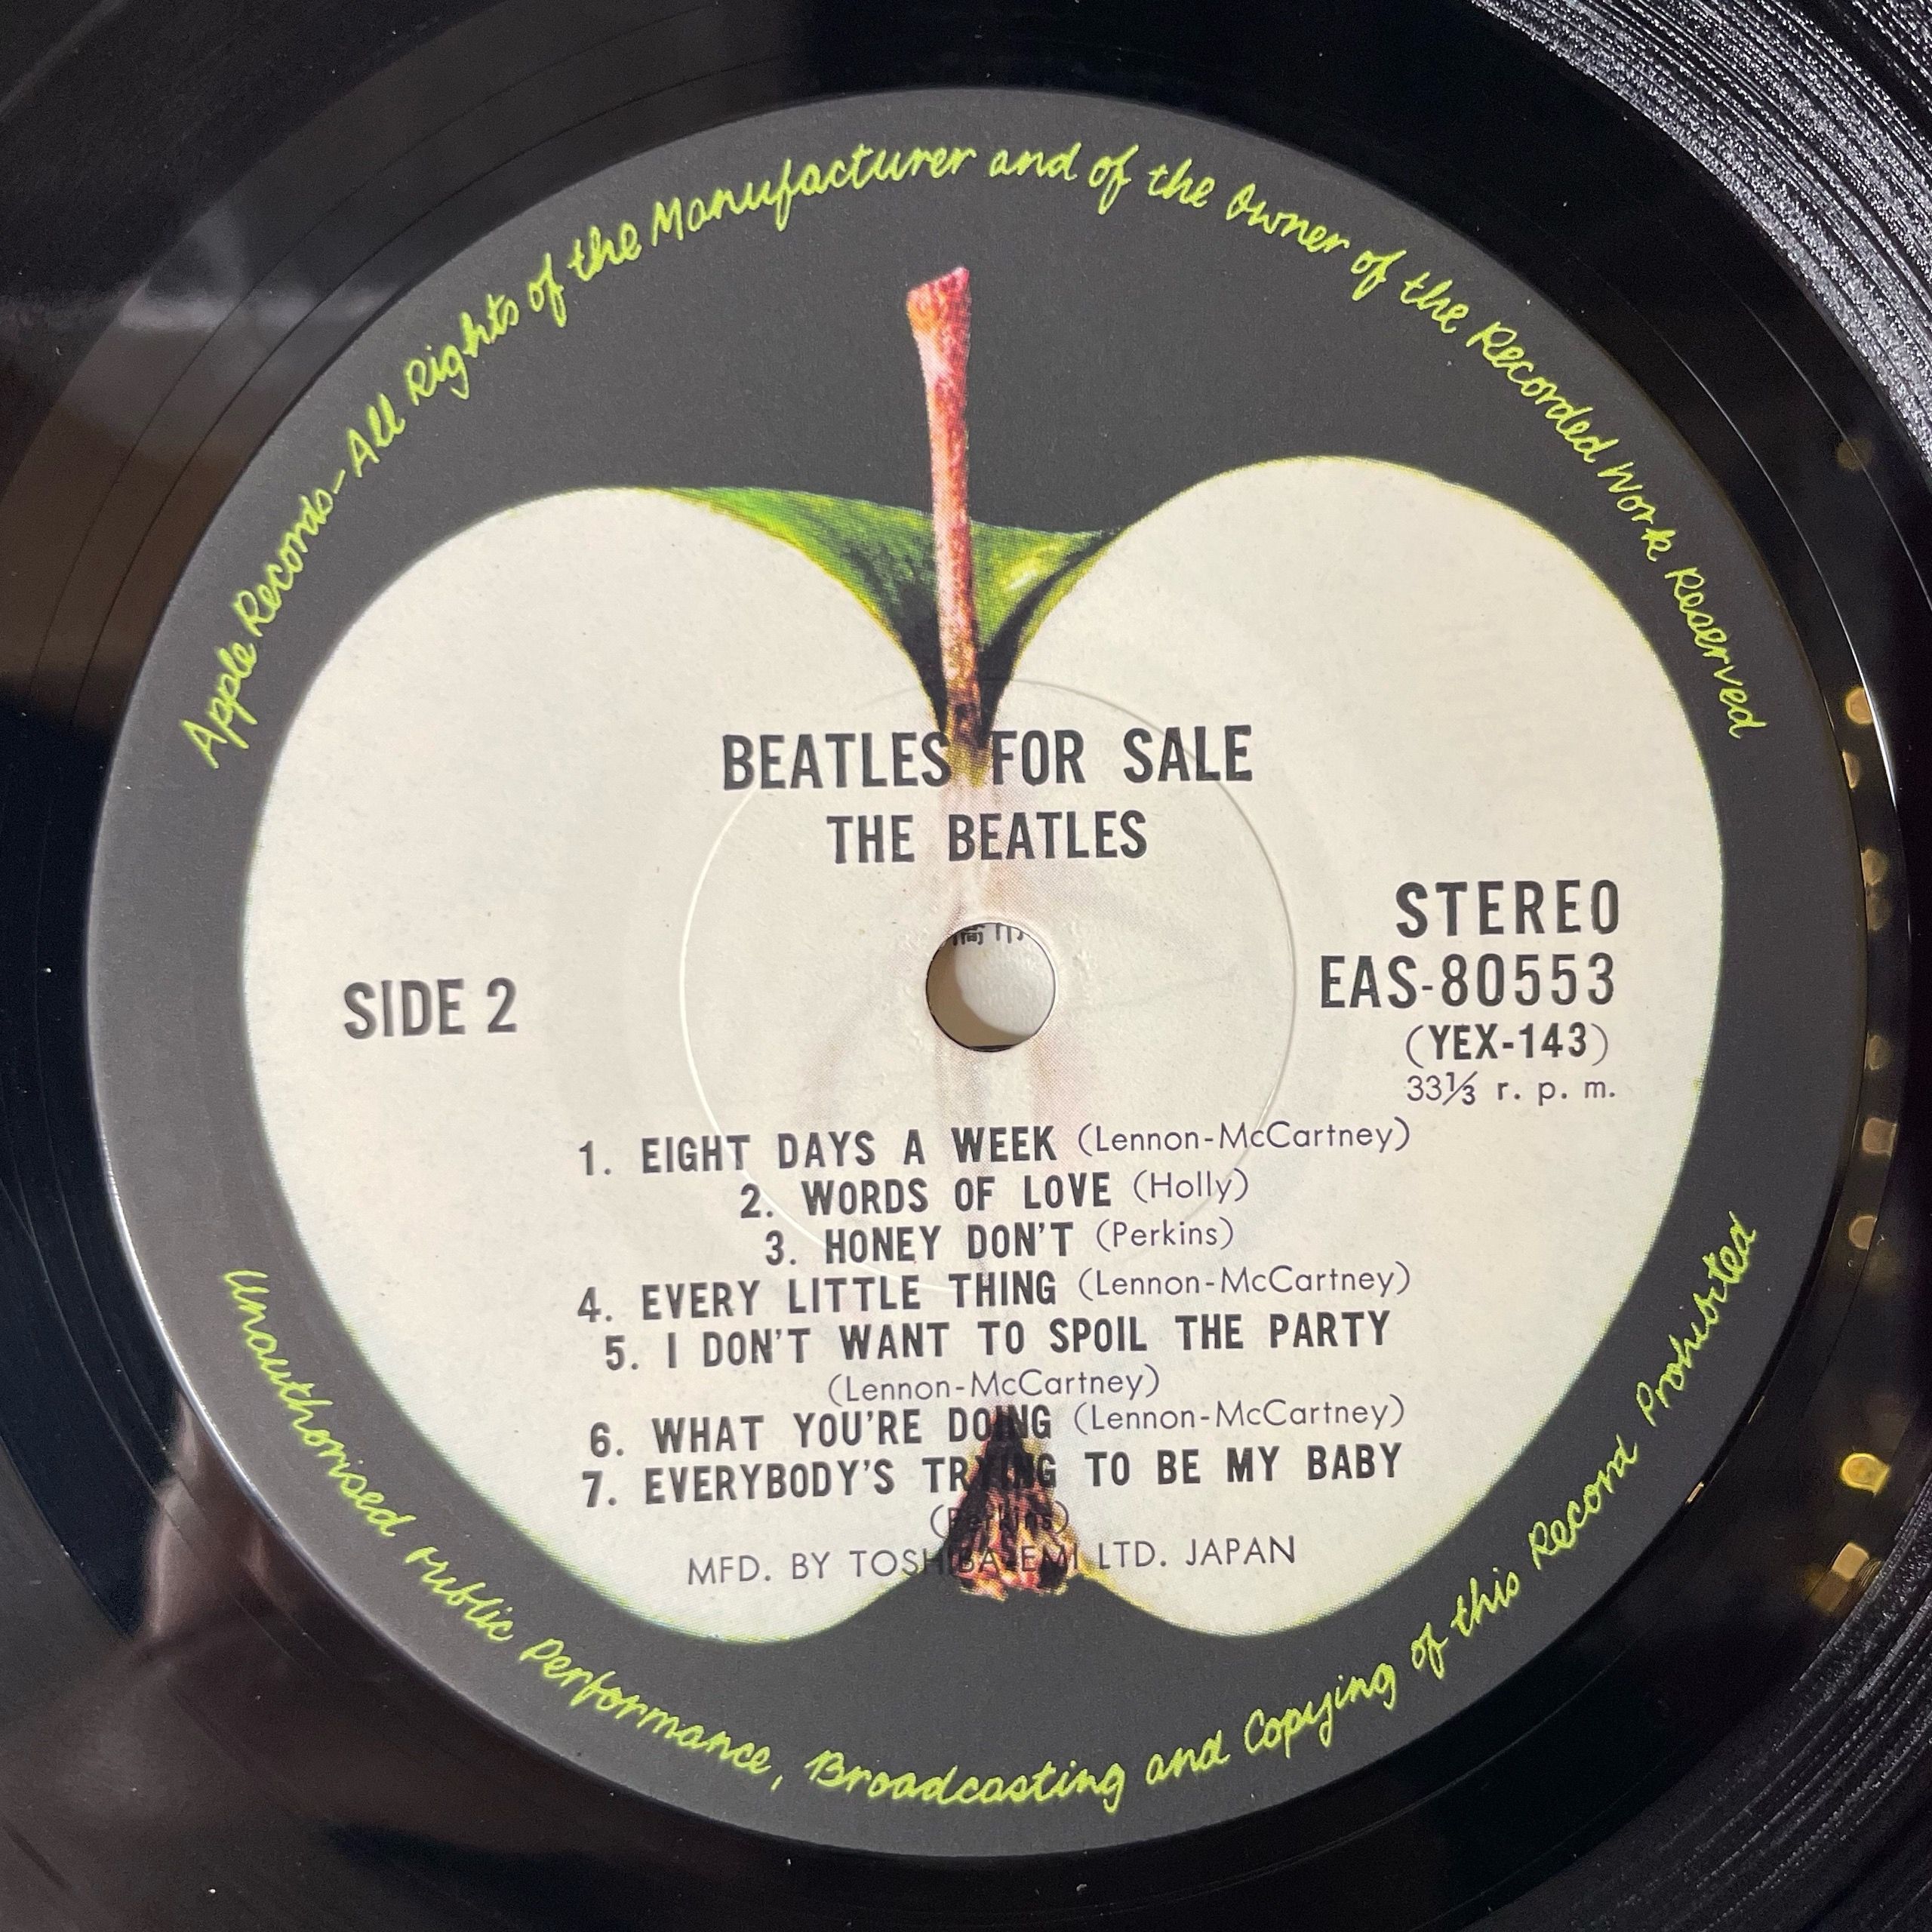 Apple Records-All Rights of the Manufacturer and of the Owner of the Recorded Work Reserved
BEATLES FOR SALE
THE BEATLES
STEREO
EAS-80553
(YEX-143)
33⅓ r. p. m.
SIDE 2
1. EIGHT DAYS A WEEK (Lennon-McCartney)
2. WORDS OF LOVE (Holly)
3. HONEY DON'T (Perkins)
4. EVERY LITTLE THING (Lennon-McCartney)
5. I DON'T WANT TO SPOIL THE PARTY
(Lennon-McCartney)
6. WHAT YOU'RE DOING (Lennon-McCartney)
7. EVERYBODY'S TRYING TO BE MY BABY
(Perkins)
MFD. BY TOSHIBA-EMI LTD. JAPAN
Unauthorised Public Performance, Broadcasting and Copying of this Record Prohibited